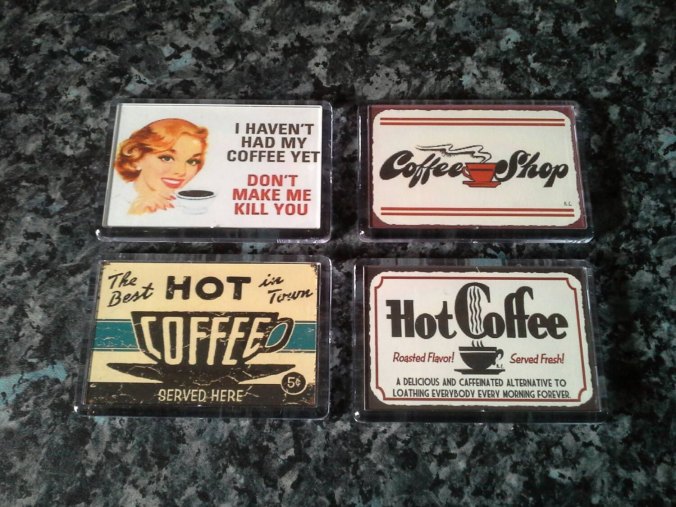 I HAVEN'T
HAD MY
COFFEE YET
DON'T
MAKE ME
KILL YOU
Coffee Shop
The Best HOT in Town
COFFEE
5¢
SERVED HERE
Hot Coffee
Roasted Flavor! Served Fresh!
A DELICIOUS AND CAFFEINATED ALTERNATIVE TO
LOATHING EVERYBODY EVERY MORNING FOREVER.